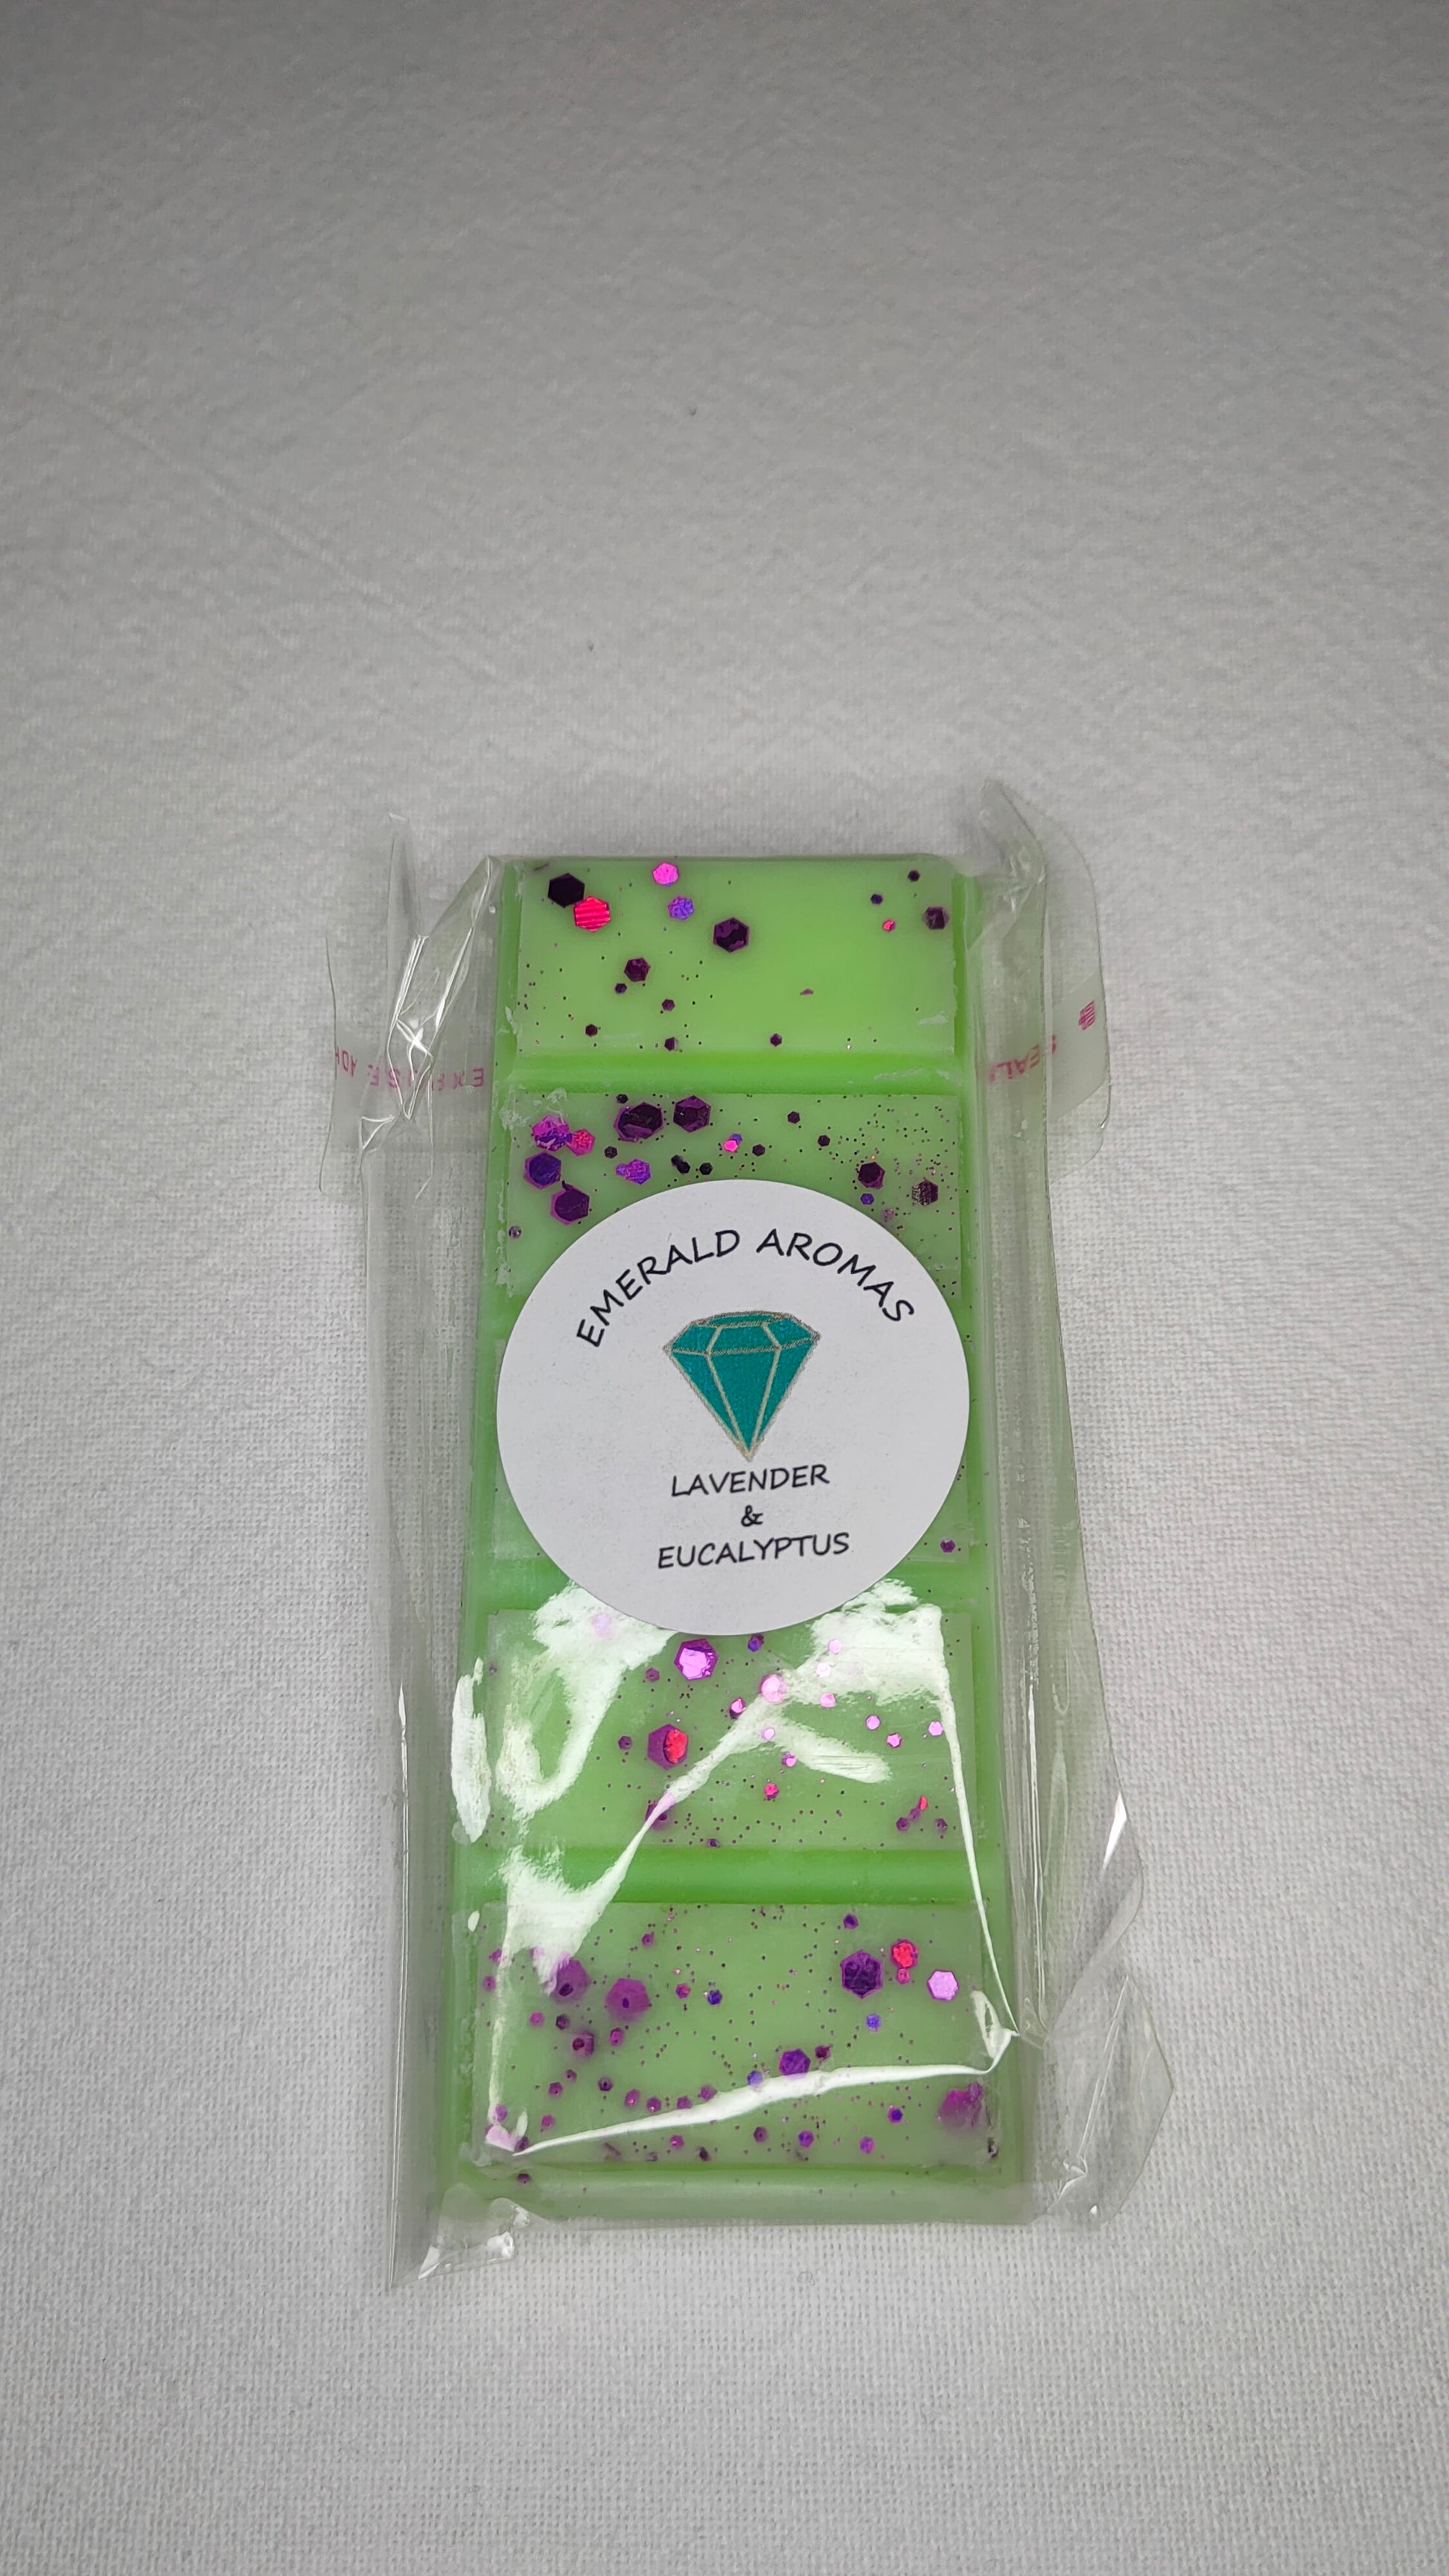 EMERALD AROMAS
LAVENDER
&
EUCALYPTUS